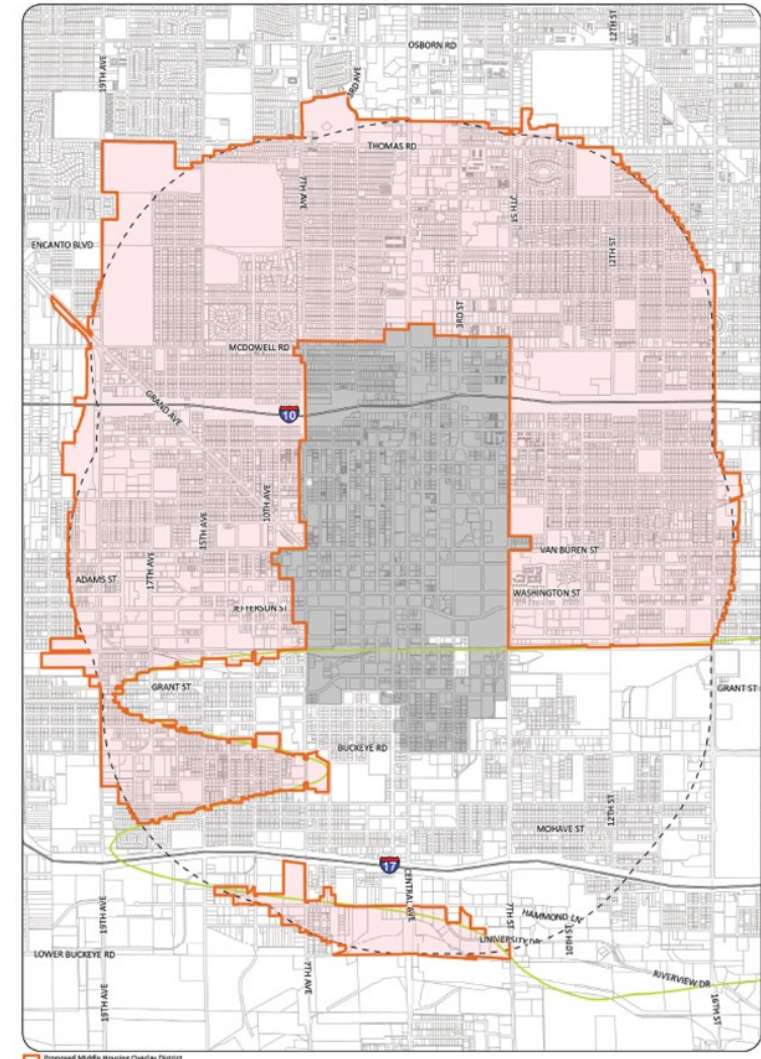 OSBORN RD
12TH ST
19TH AVE
3RD AVE
THOMAS RD
7TH AVE
7TH ST
12TH ST
ENCANTO BLVD
3RD ST
MCDOWELL RD
GRAND AVE
10
10TH AVE
15TH AVE
17TH AVE
VAN BUREN ST
ADAMS ST
WASHINGTON ST
JEFFERSON ST
GRANT ST
GRANT ST
BUCKEYE RD
12TH ST
MOHAVE ST
17
CENTRAL AVE
19TH AVE
7TH ST
HAMMOND LN
UNIVERSITY DR
10TH ST
LOWER BUCKEYE RD
7TH AVE
RIVERVIEW DR
19TH AVE
16TH ST
Proposed Middle Housing Overlay District